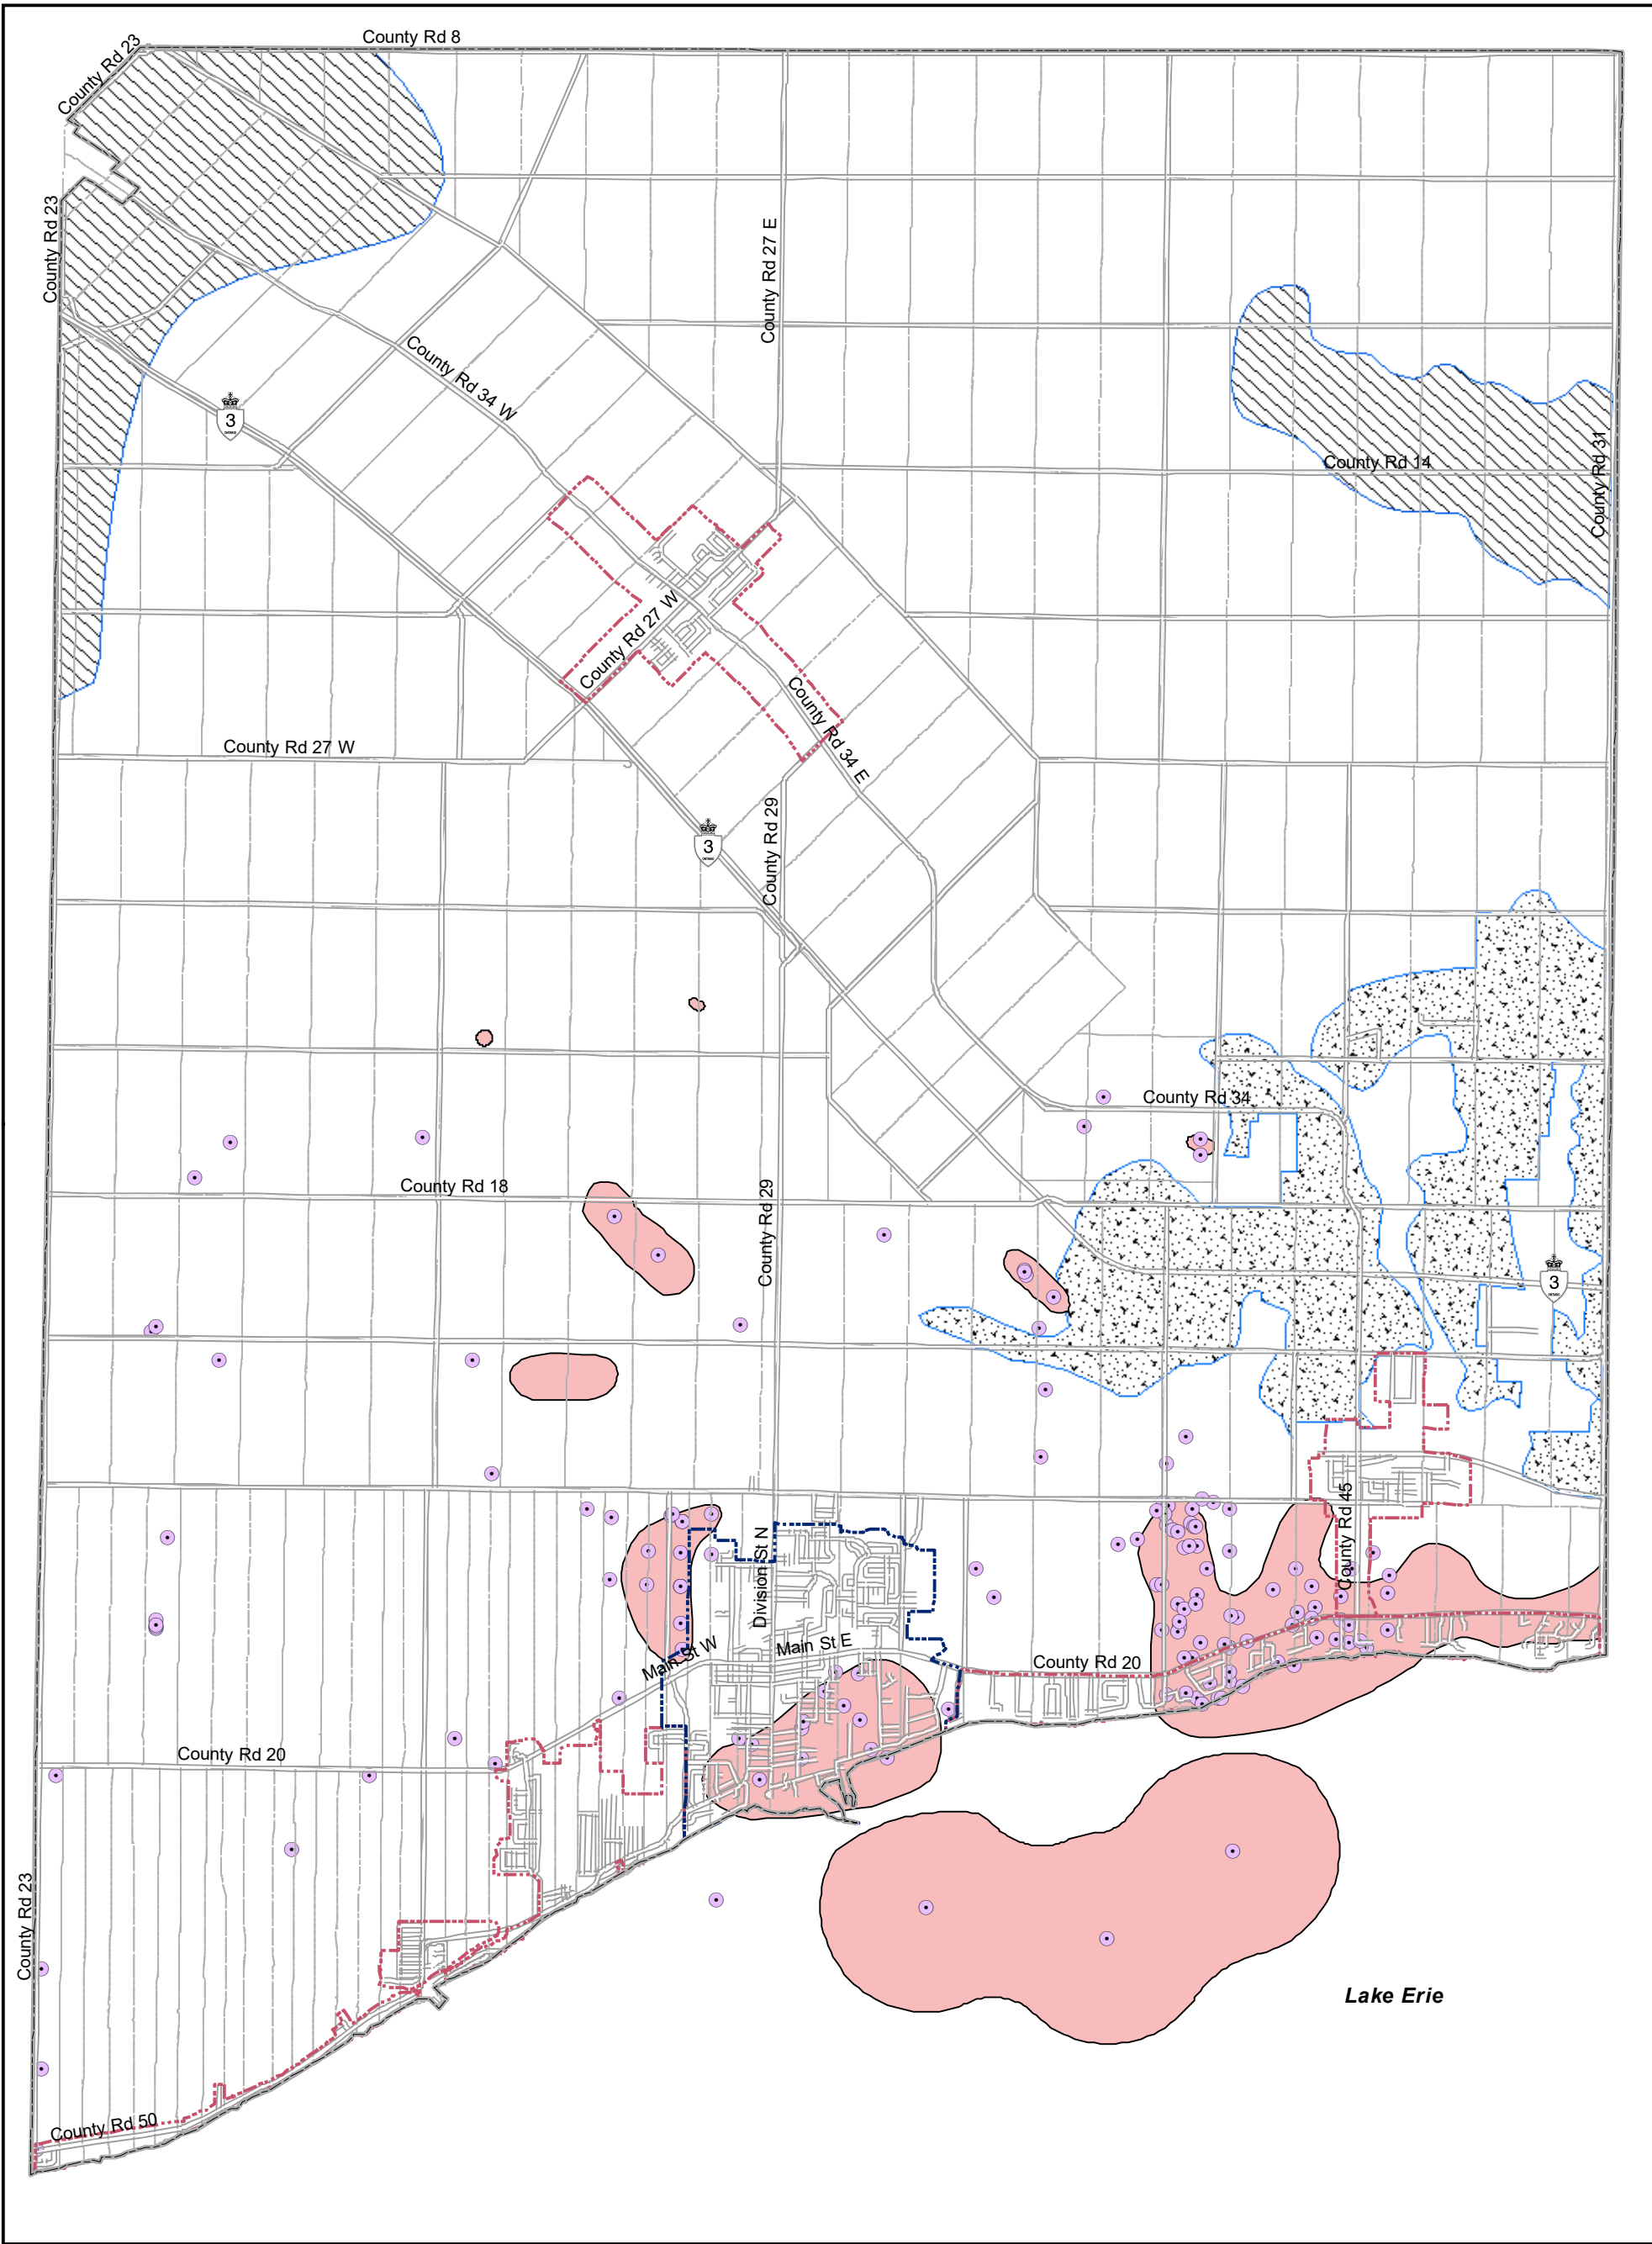 County Rd 8
County Rd 23
County Rd 23
County Rd 27 E
3
County Rd 34 W
County Rd 14
County Rd 31
County Rd 27 W
County Rd 34 E
County Rd 27 W
3
County Rd 29
County Rd 34
County Rd 18
County Rd 29
3
County Rd 45
Division St N
Main St W
Main St E
County Rd 20
County Rd 20
County Rd 23
Lake Erie
County Rd 50